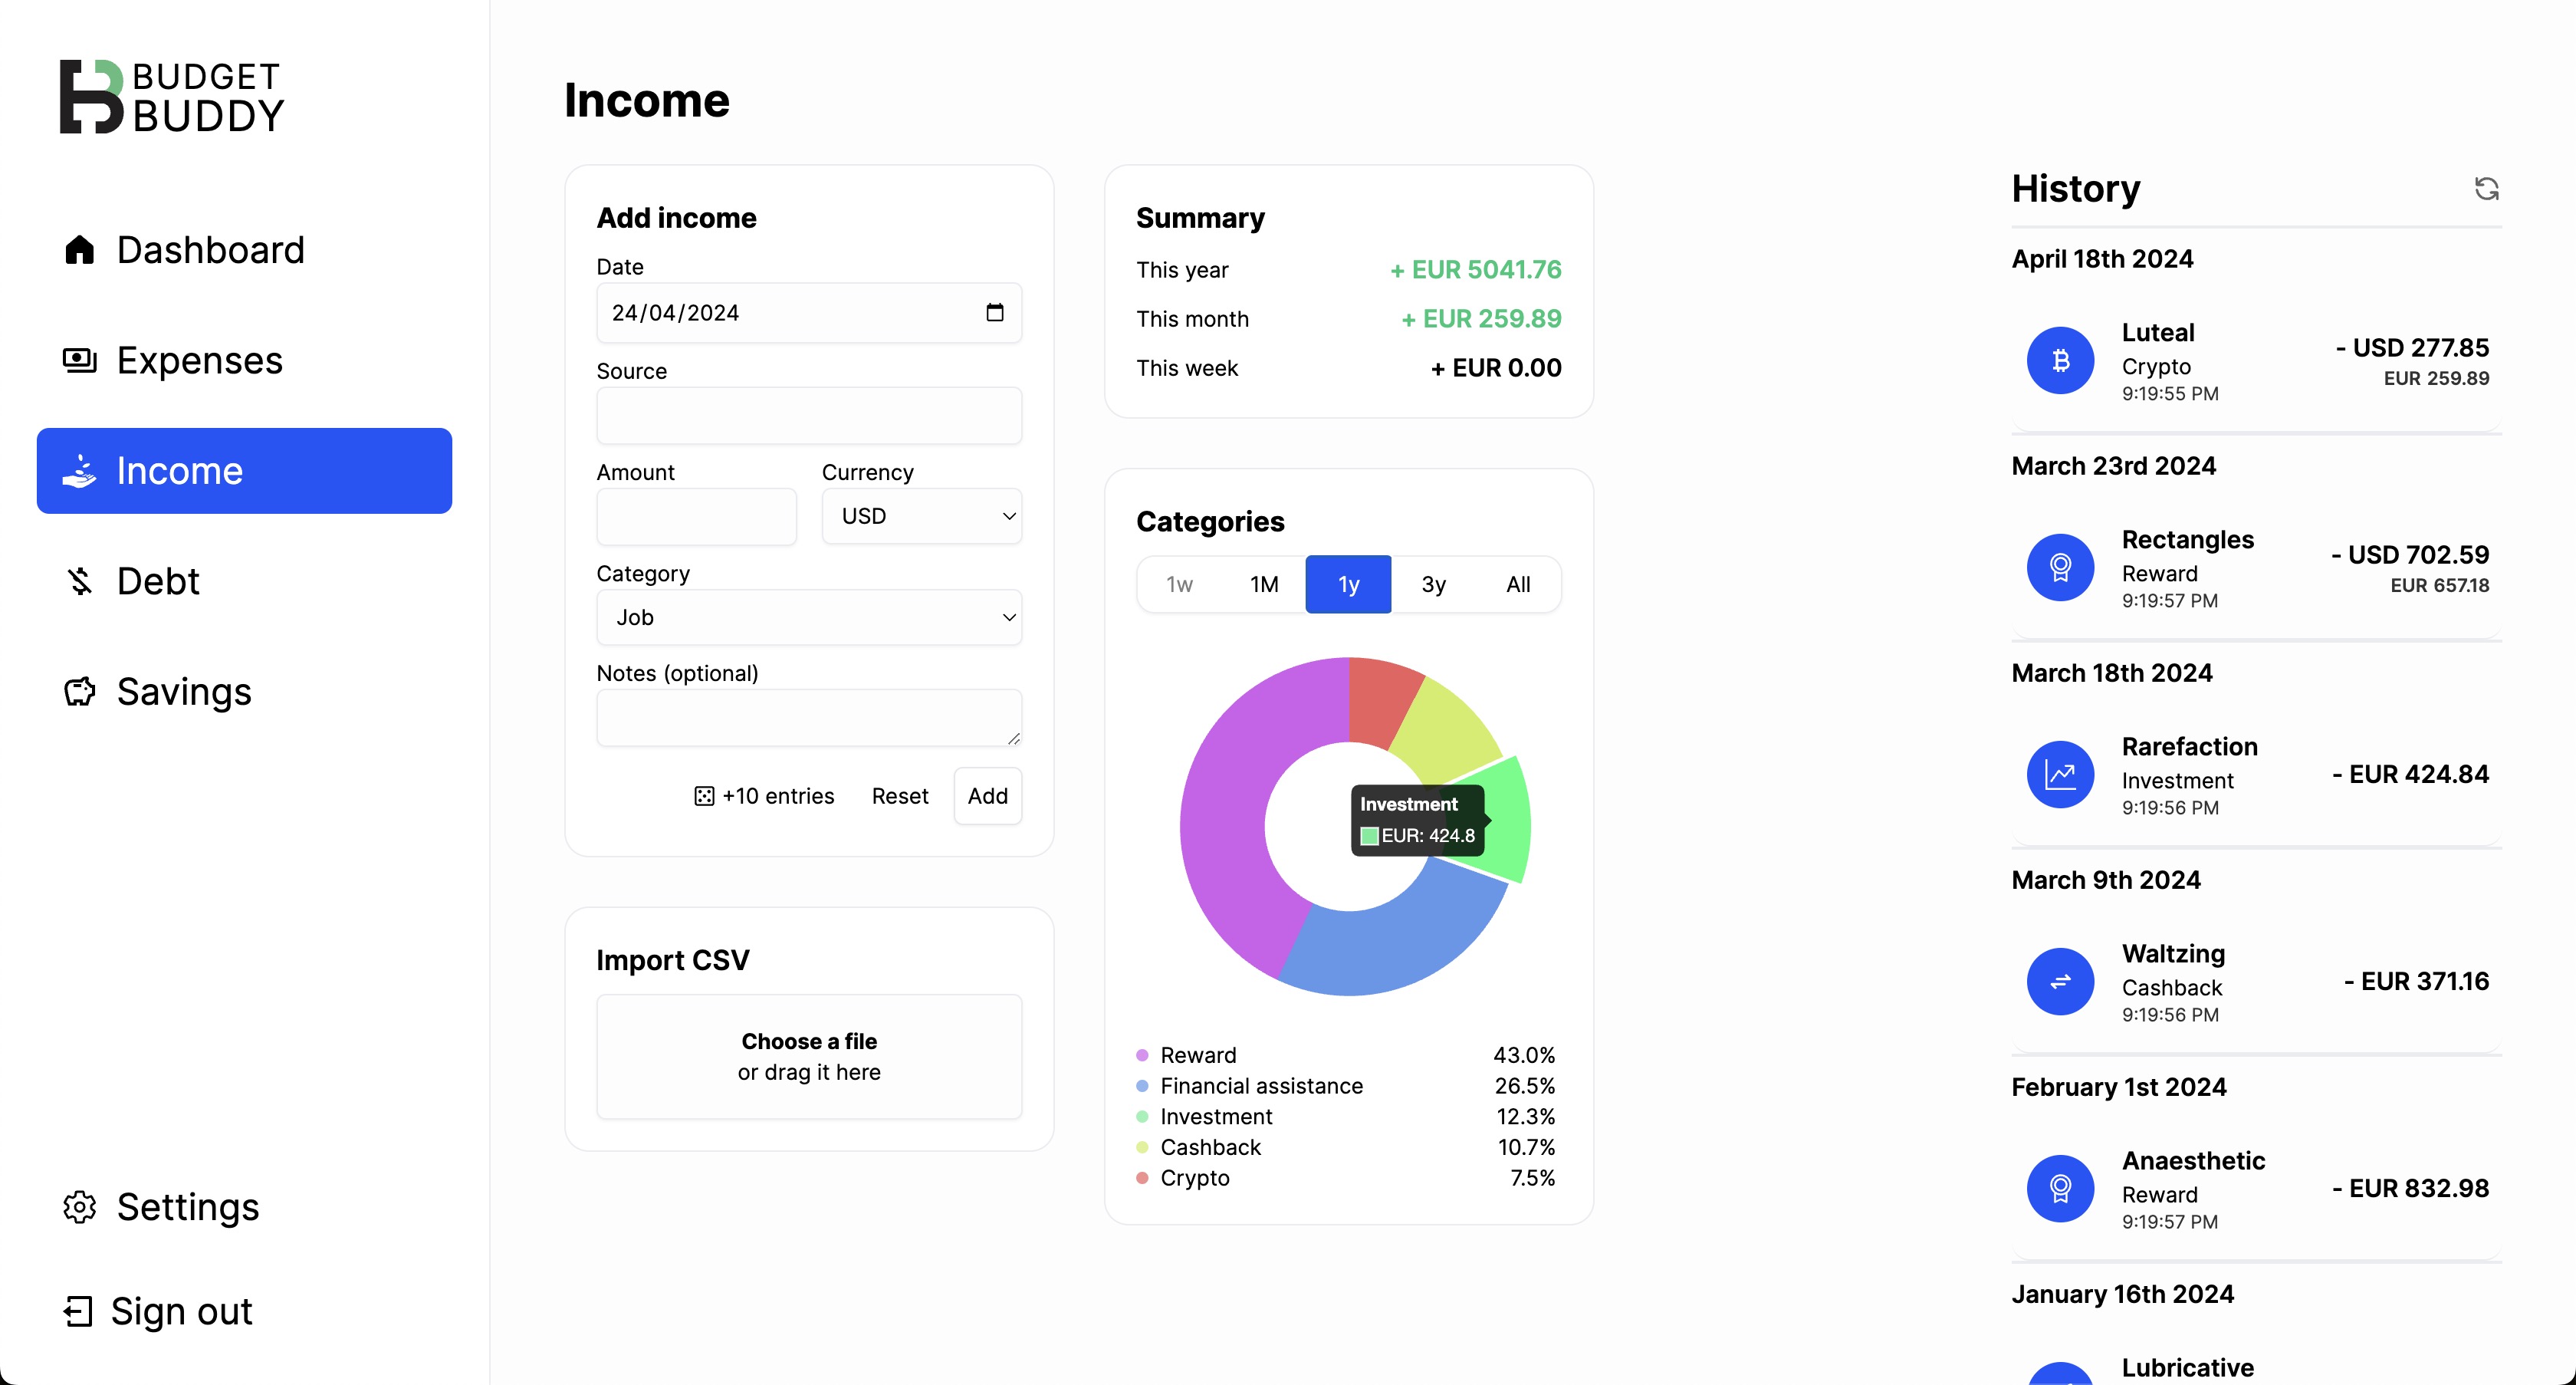 BUDGET
BUDDY
Dashboard
Expenses
Income
Debt
Savings
Settings
Sign out
Income
Add income
Date
24/04/2024
Source
Amount Currency
USD
Category
Job
Notes (optional)
+10 entries Reset Add
Import CSV
Choose a file
or drag it here
Summary
This year + EUR 5041.76
This month + EUR 259.89
This week + EUR 0.00
Categories
1w 1M 1y 3y All
Investment
EUR: 424.8
Reward 43.0%
Financial assistance 26.5%
Investment 12.3%
Cashback 10.7%
Crypto 7.5%
History
April 18th 2024
Luteal
Crypto
9:19:55 PM
- USD 277.85
EUR 259.89
March 23rd 2024
Rectangles
Reward
9:19:57 PM
- USD 702.59
EUR 657.18
March 18th 2024
Rarefaction
Investment
9:19:56 PM
- EUR 424.84
March 9th 2024
Waltzing
Cashback
9:19:56 PM
- EUR 371.16
February 1st 2024
Anaesthetic
Reward
9:19:57 PM
- EUR 832.98
January 16th 2024
Lubricative